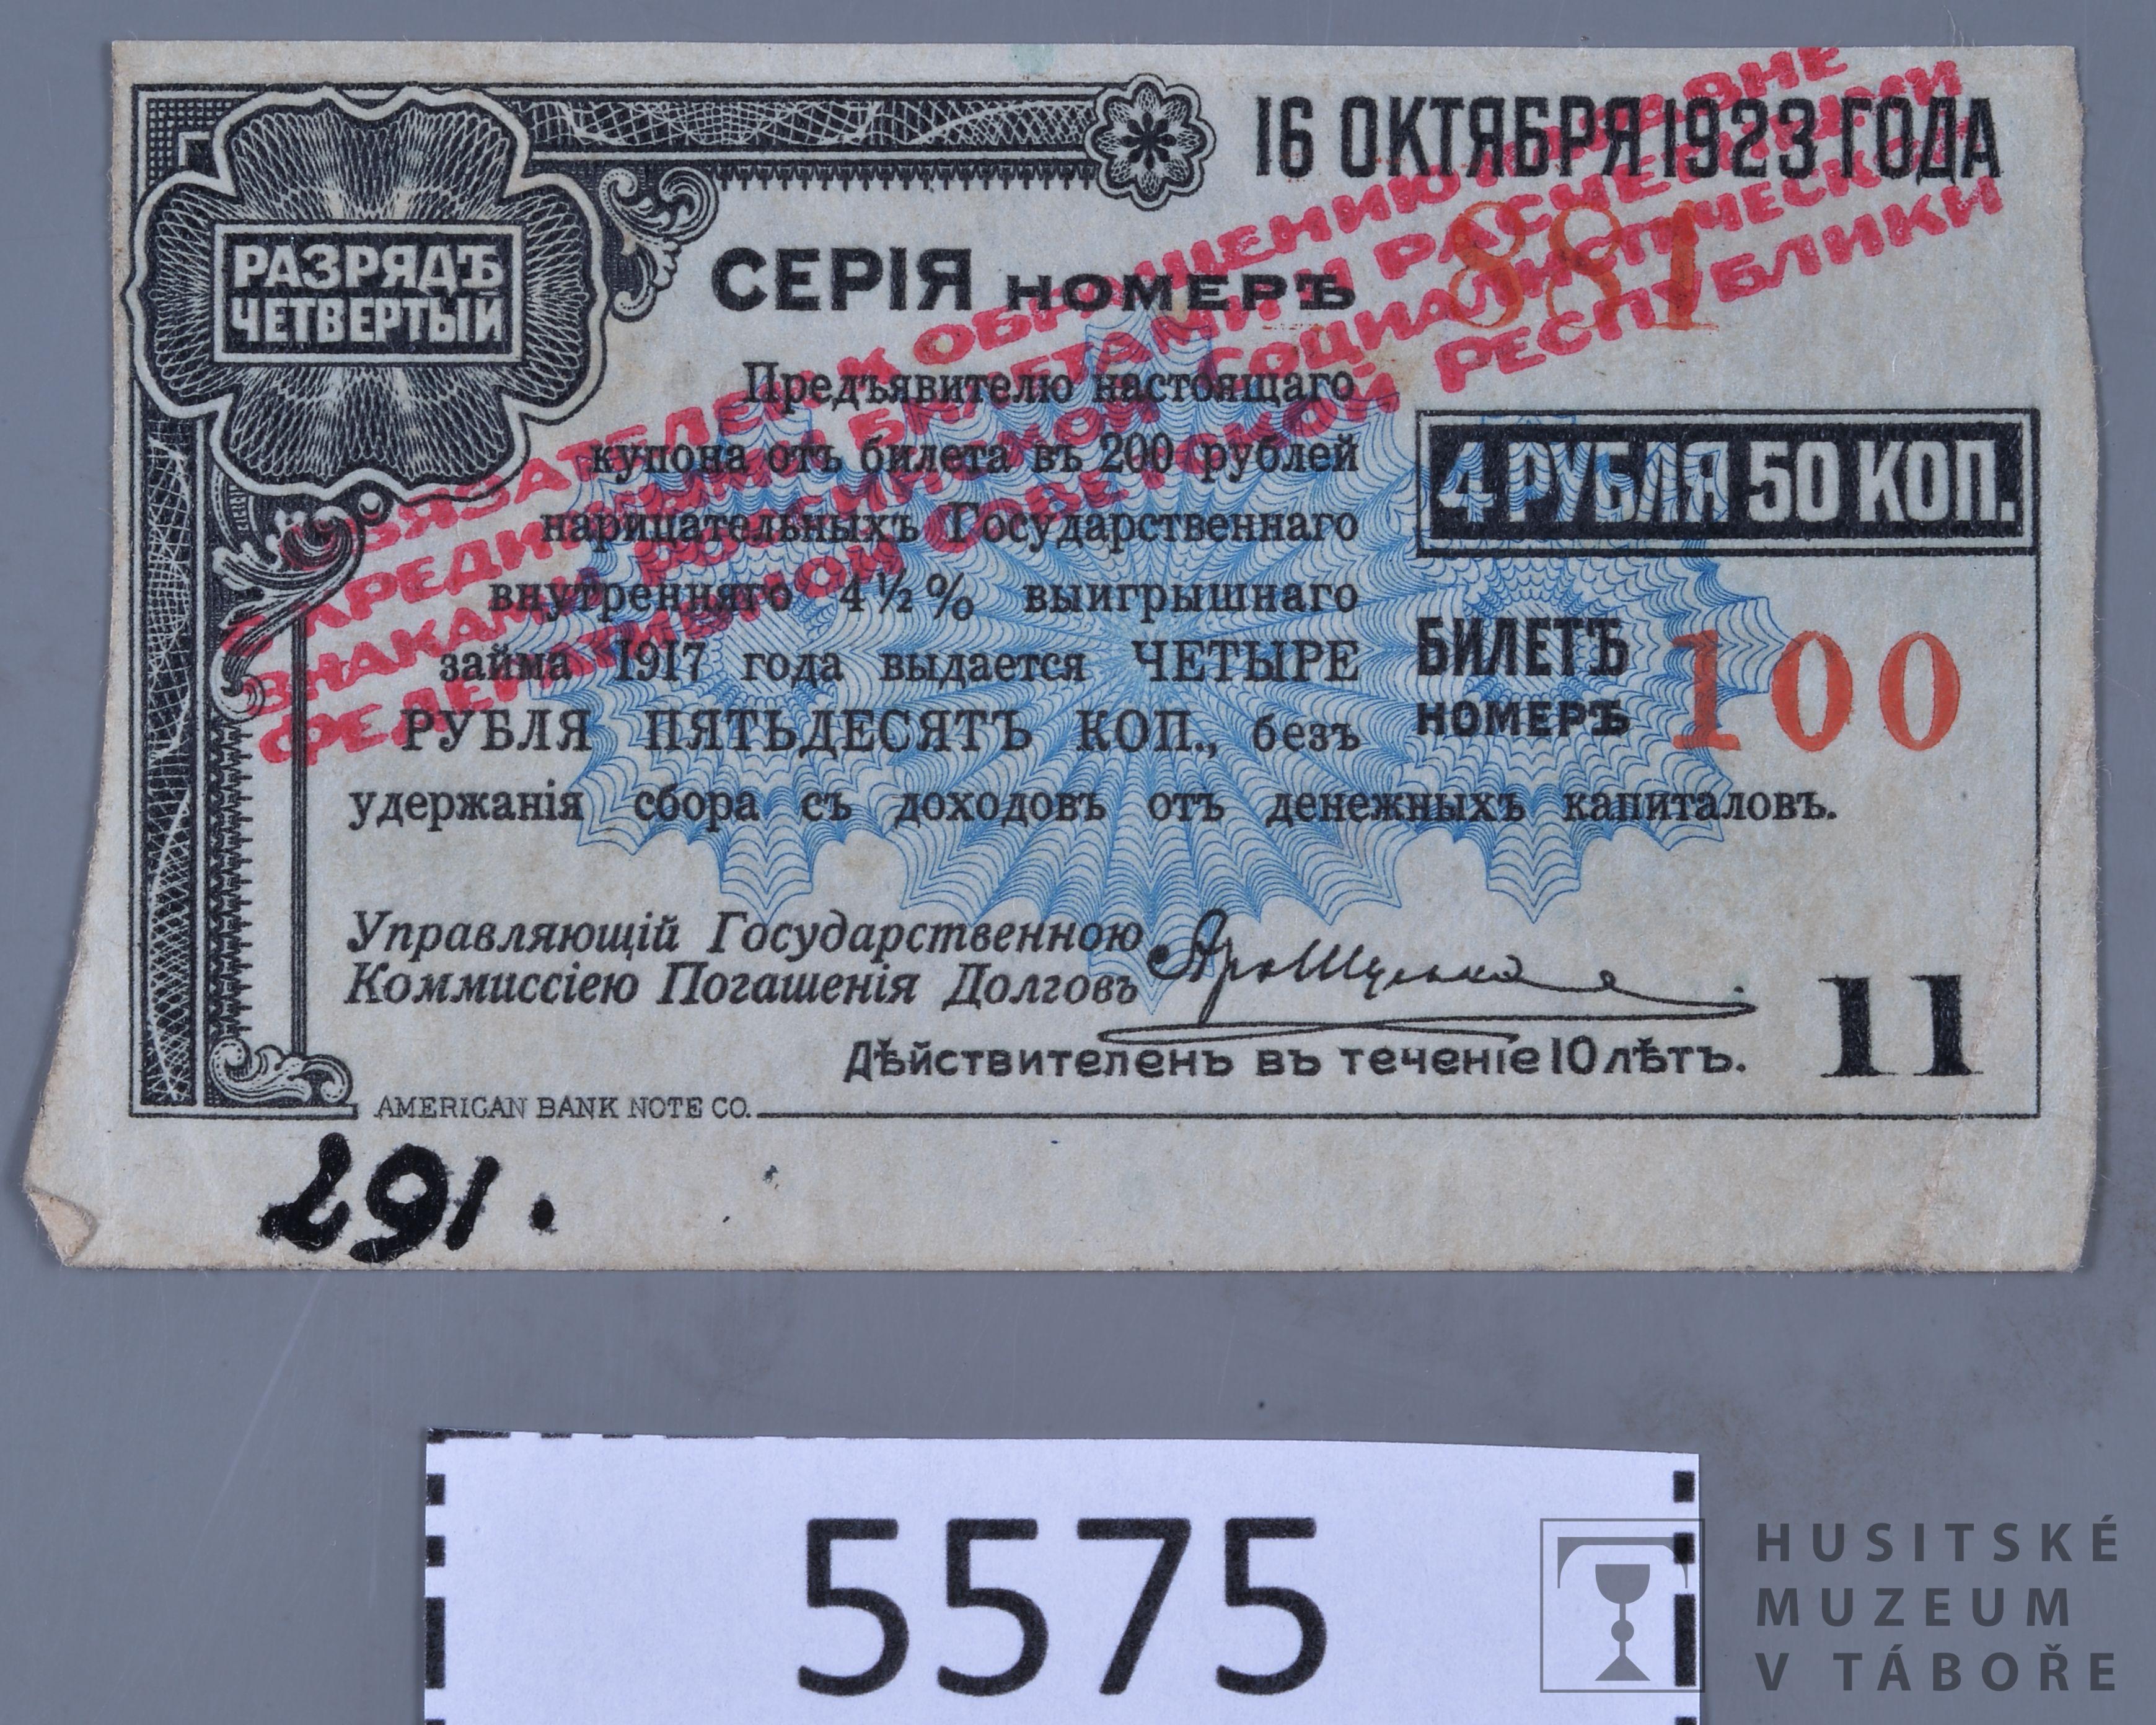 16 ОКТЯБРЯ 1923 ГОДА
РАЗРЯДЪ
ЧЕТВЕРТЫЙ
СЕРІЯ НОМЕРЪ 881
Предъявителю настоящаго
купона отъ билета въ 200 рублей
нарицательныхъ Государственнаго
внутренняго 4½% выигрышнаго
займа 1917 года выдается ЧЕТЫРЕ
РУБЛЯ ПЯТЬДЕСЯТЪ КОП., безъ
удержанія сбора съ доходовъ отъ денежныхъ капиталовъ.
4 РУБЛЯ 50 КОП.
БИЛЕТЪ
НОМЕРЪ 100
ОБЯЗАТЕЛЕН К ОБРАЩЕНИЮ НАРАВНЕ
С КРЕДИТНЫМИ БИЛЕТАМИ И РАСЧЕТНЫМИ
ЗНАКАМИ РОССИЙСКОЙ СОЦИАЛИСТИЧЕСКОЙ
ФЕДЕРАТИВНОЙ СОВЕТСКОЙ РЕСПУБЛИКИ
Управляющій Государственною
Коммиссіею Погашенія Долговъ
Дѣйствителенъ въ теченіе 10 лѣтъ.
11
AMERICAN BANK NOTE CO.
291.
5575
HUSITSKÉ
MUZEUM
V TÁBOŘE